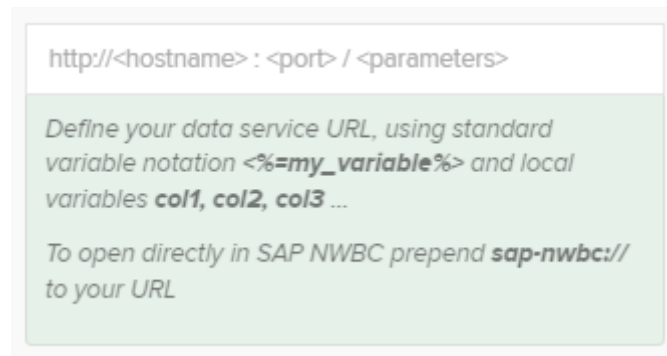 http://<hostname> : <port> / <parameters>
Define your data service URL, using standard
variable notation <%=my_variable%> and local
variables col1, col2, col3 ...
To open directly in SAP NWBC prepend sap-nwbc://
to your URL